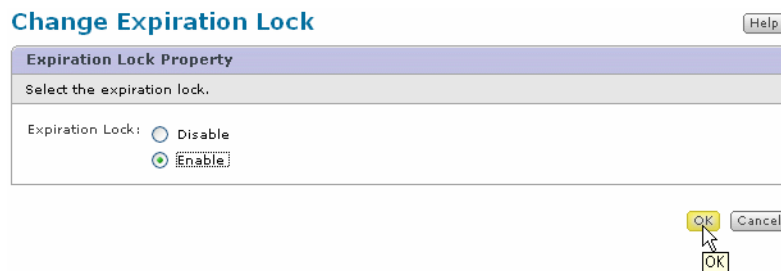 Change Expiration Lock
Help
Expiration Lock Property
Select the expiration lock.
Expiration Lock: Disable
Enable
OK Cancel
OK